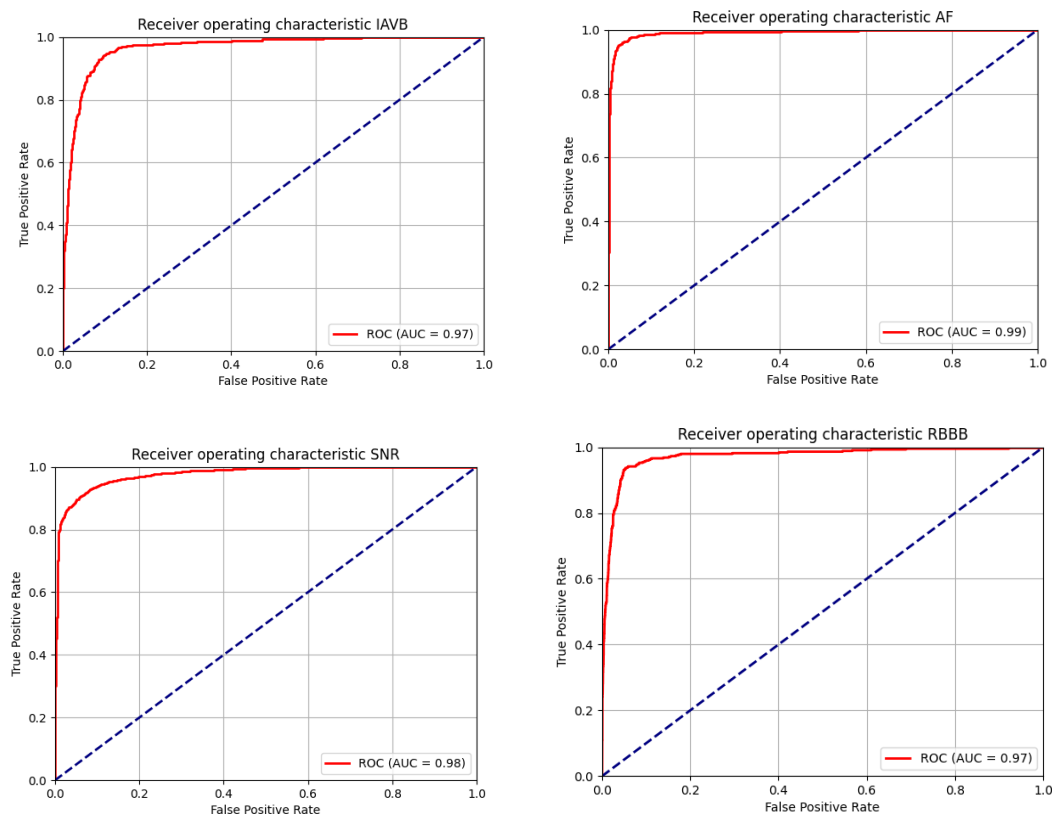 Receiver operating characteristic IAVB
True Positive Rate
1.0
0.8
0.6
0.4
0.2
0.0
ROC (AUC = 0.97)
0.0 0.2 0.4 0.6 0.8 1.0
False Positive Rate
Receiver operating characteristic AF
True Positive Rate
1.0
0.8
0.6
0.4
0.2
0.0
ROC (AUC = 0.99)
0.0 0.2 0.4 0.6 0.8 1.0
False Positive Rate
Receiver operating characteristic SNR
True Positive Rate
1.0
0.8
0.6
0.4
0.2
0.0
ROC (AUC = 0.98)
0.0 0.2 0.4 0.6 0.8 1.0
False Positive Rate
Receiver operating characteristic RBBB
True Positive Rate
1.0
0.8
0.6
0.4
0.2
0.0
ROC (AUC = 0.97)
0.0 0.2 0.4 0.6 0.8 1.0
False Positive Rate